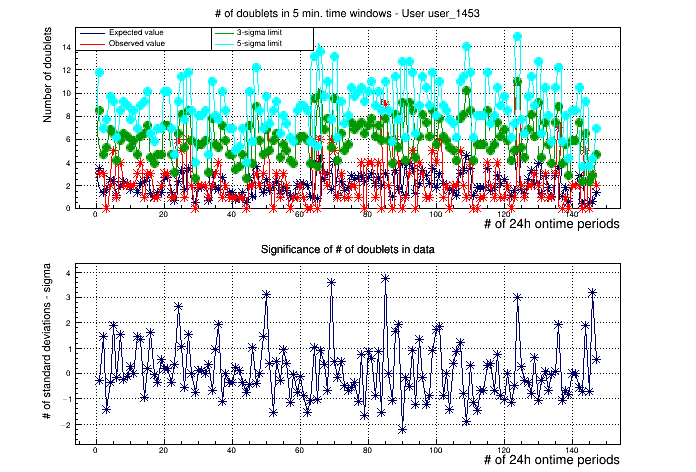 # of doublets in 5 min. time windows - User user_1453
Number of doublets
Expected value
3-sigma limit
Observed value
5-sigma limit
14
12
10
8
6
4
2
0
0 20 40 60 80 100 120 140
# of 24h ontime periods
Significance of # of doublets in data
# of standard deviations - sigma
4
3
2
1
0
−1
−2
0 20 40 60 80 100 120 140
# of 24h ontime periods